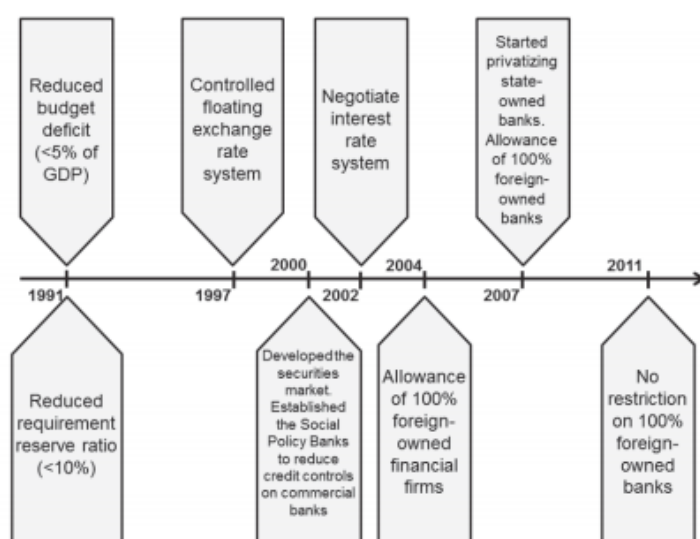 Reduced
budget
deficit
(<5% of
GDP)
Controlled
floating
exchange
rate
system
Negotiate
interest
rate
system
Started
privatizing
state-
owned
banks.
Allowance
of 100%
foreign-
owned
banks
2000
2004
2011
1991
1997
2002
2007
Reduced
requirement
reserve ratio
(<10%)
Developed the
securities
market.
Established
the Social
Policy Banks
to reduce
credit controls
on commercial
banks
Allowance
of 100%
foreign-
owned
financial
firms
No
restriction
on 100%
foreign-
owned
banks